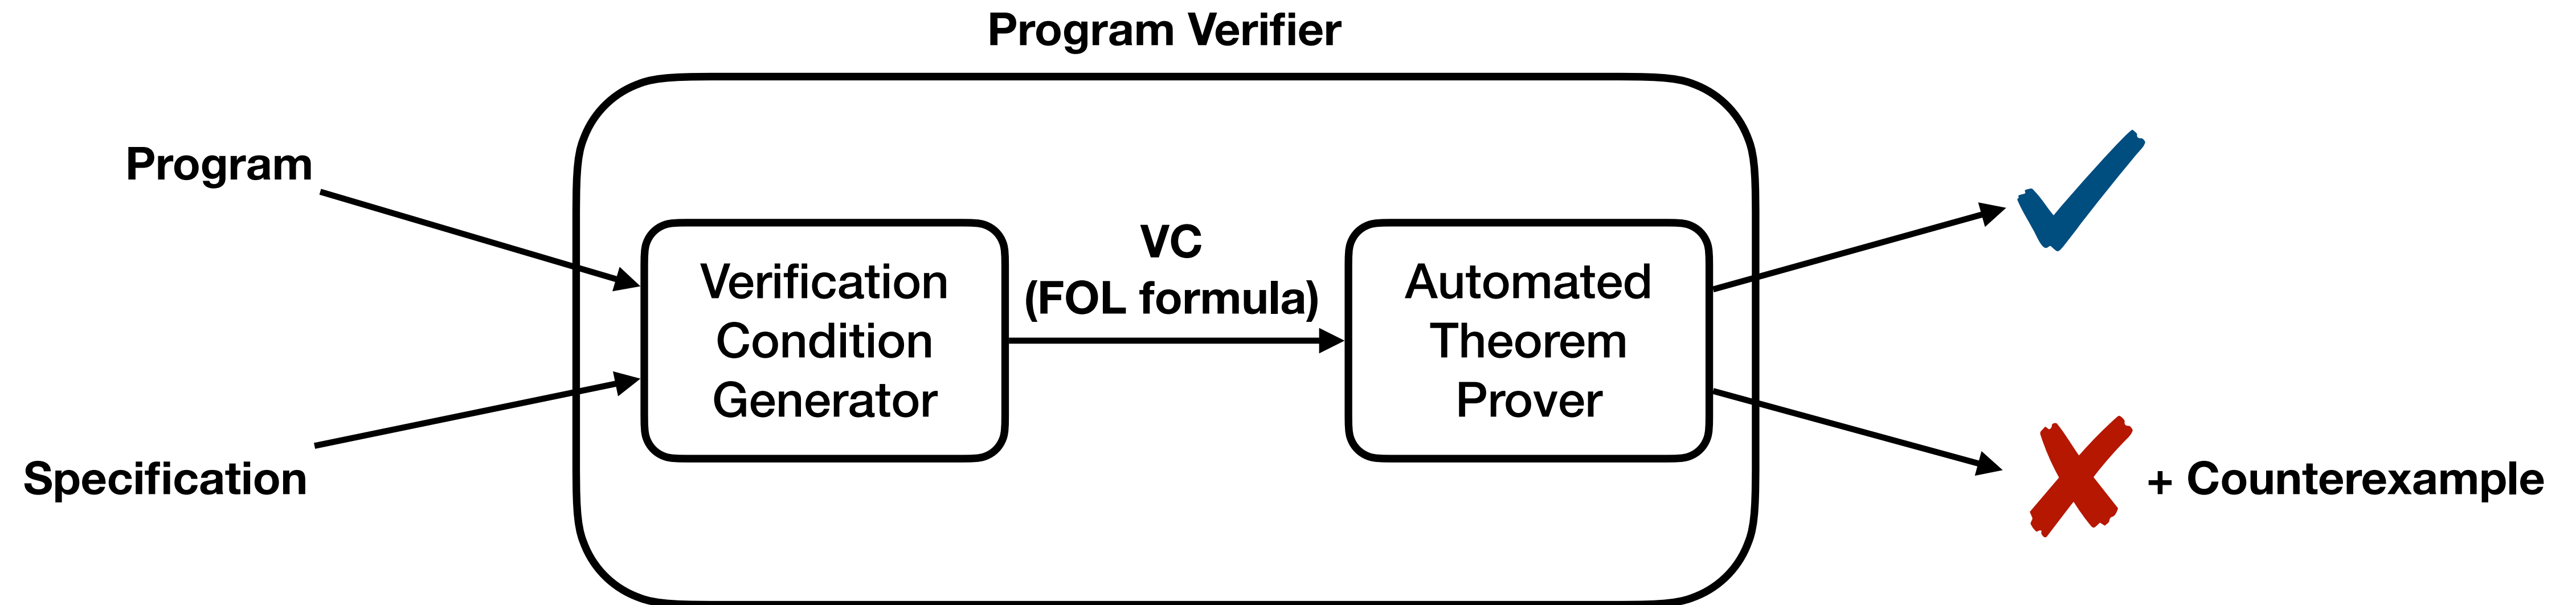 Program Verifier
Program
Specification
Verification
Condition
Generator
VC
(FOL formula)
Automated
Theorem
Prover
+ Counterexample